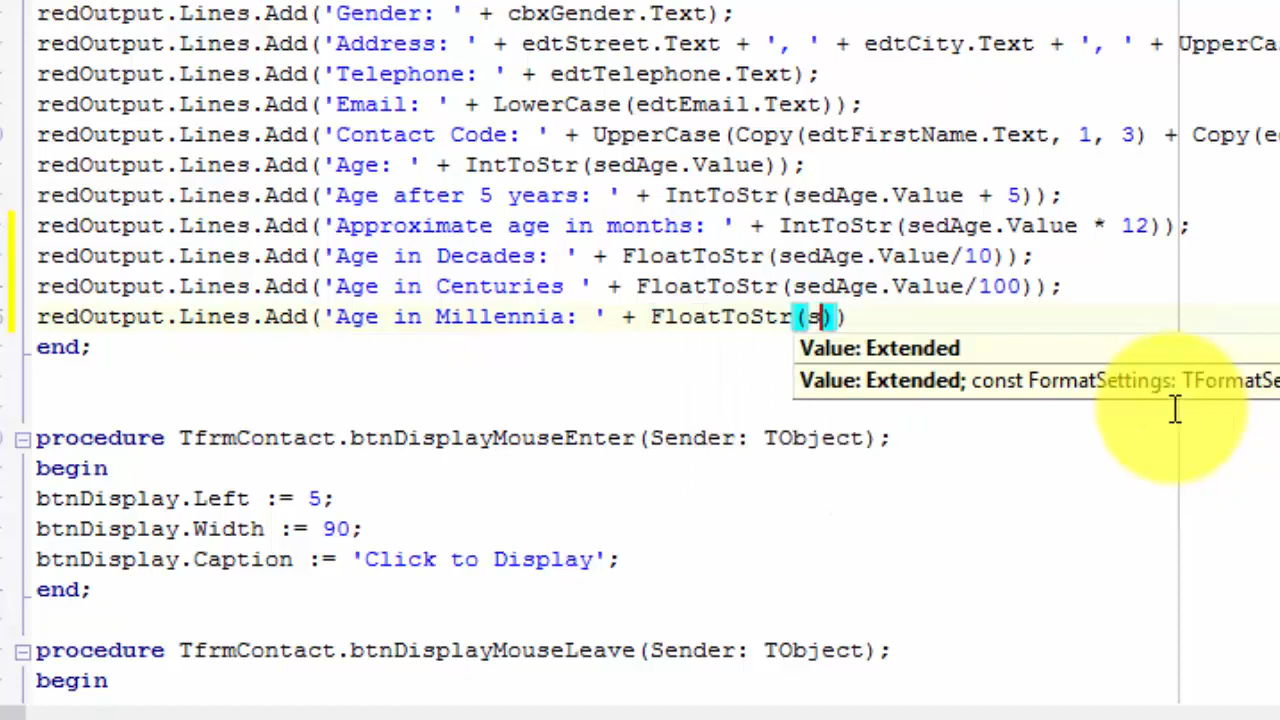 redOutput.Lines.Add('Gender: ' + cbxGender.Text);
redOutput.Lines.Add('Address: ' + edtStreet.Text + ', ' + edtCity.Text + ', ' + UpperCa
redOutput.Lines.Add('Telephone: ' + edtTelephone.Text);
redOutput.Lines.Add('Email: ' + LowerCase(edtEmail.Text));
redOutput.Lines.Add('Contact Code: ' + UpperCase(Copy(edtFirstName.Text, 1, 3) + Copy(e
redOutput.Lines.Add('Age: ' + IntToStr(sedAge.Value));
redOutput.Lines.Add('Age after 5 years: ' + IntToStr(sedAge.Value + 5));
redOutput.Lines.Add('Approximate age in months: ' + IntToStr(sedAge.Value * 12));
redOutput.Lines.Add('Age in Decades: ' + FloatToStr(sedAge.Value/10));
redOutput.Lines.Add('Age in Centuries ' + FloatToStr(sedAge.Value/100));
redOutput.Lines.Add('Age in Millennia: ' + FloatToStr(s))
end;
Value: Extended
Value: Extended; const FormatSettings: TFormatSe
procedure TfrmContact.btnDisplayMouseEnter(Sender: TObject);
begin
btnDisplay.Left := 5;
btnDisplay.Width := 90;
btnDisplay.Caption := 'Click to Display';
end;
procedure TfrmContact.btnDisplayMouseLeave(Sender: TObject);
begin